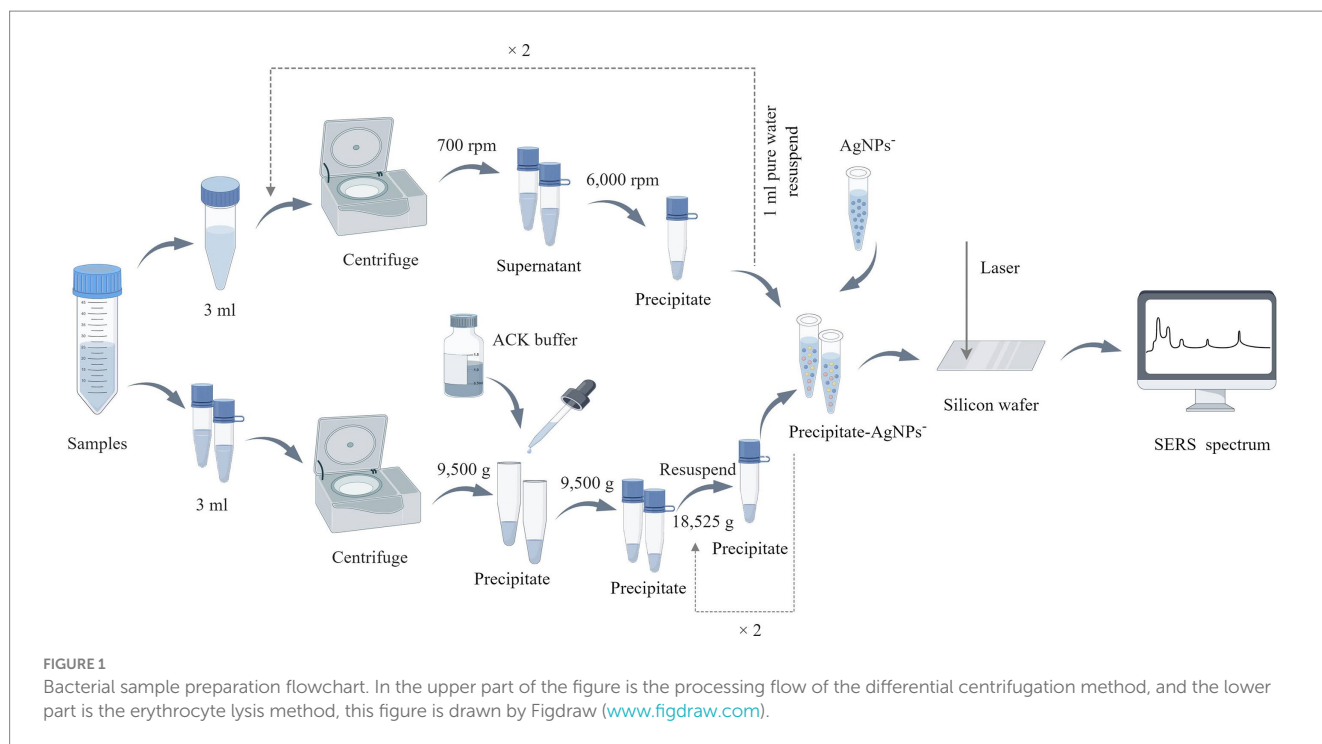 × 2
700 rpm
6,000 rpm
1 ml pure water
resuspend
AgNPs⁻
Centrifuge
Supernatant
Precipitate
3 ml
Laser
ACK buffer
Samples
3 ml
Centrifuge
9,500 g
Precipitate
9,500 g
Precipitate
Resuspend
18,525 g
Precipitate
× 2
Precipitate-AgNPs⁻
Silicon wafer
SERS spectrum
FIGURE 1
Bacterial sample preparation flowchart. In the upper part of the figure is the processing flow of the differential centrifugation method, and the lower
part is the erythrocyte lysis method, this figure is drawn by Figdraw (www.figdraw.com).